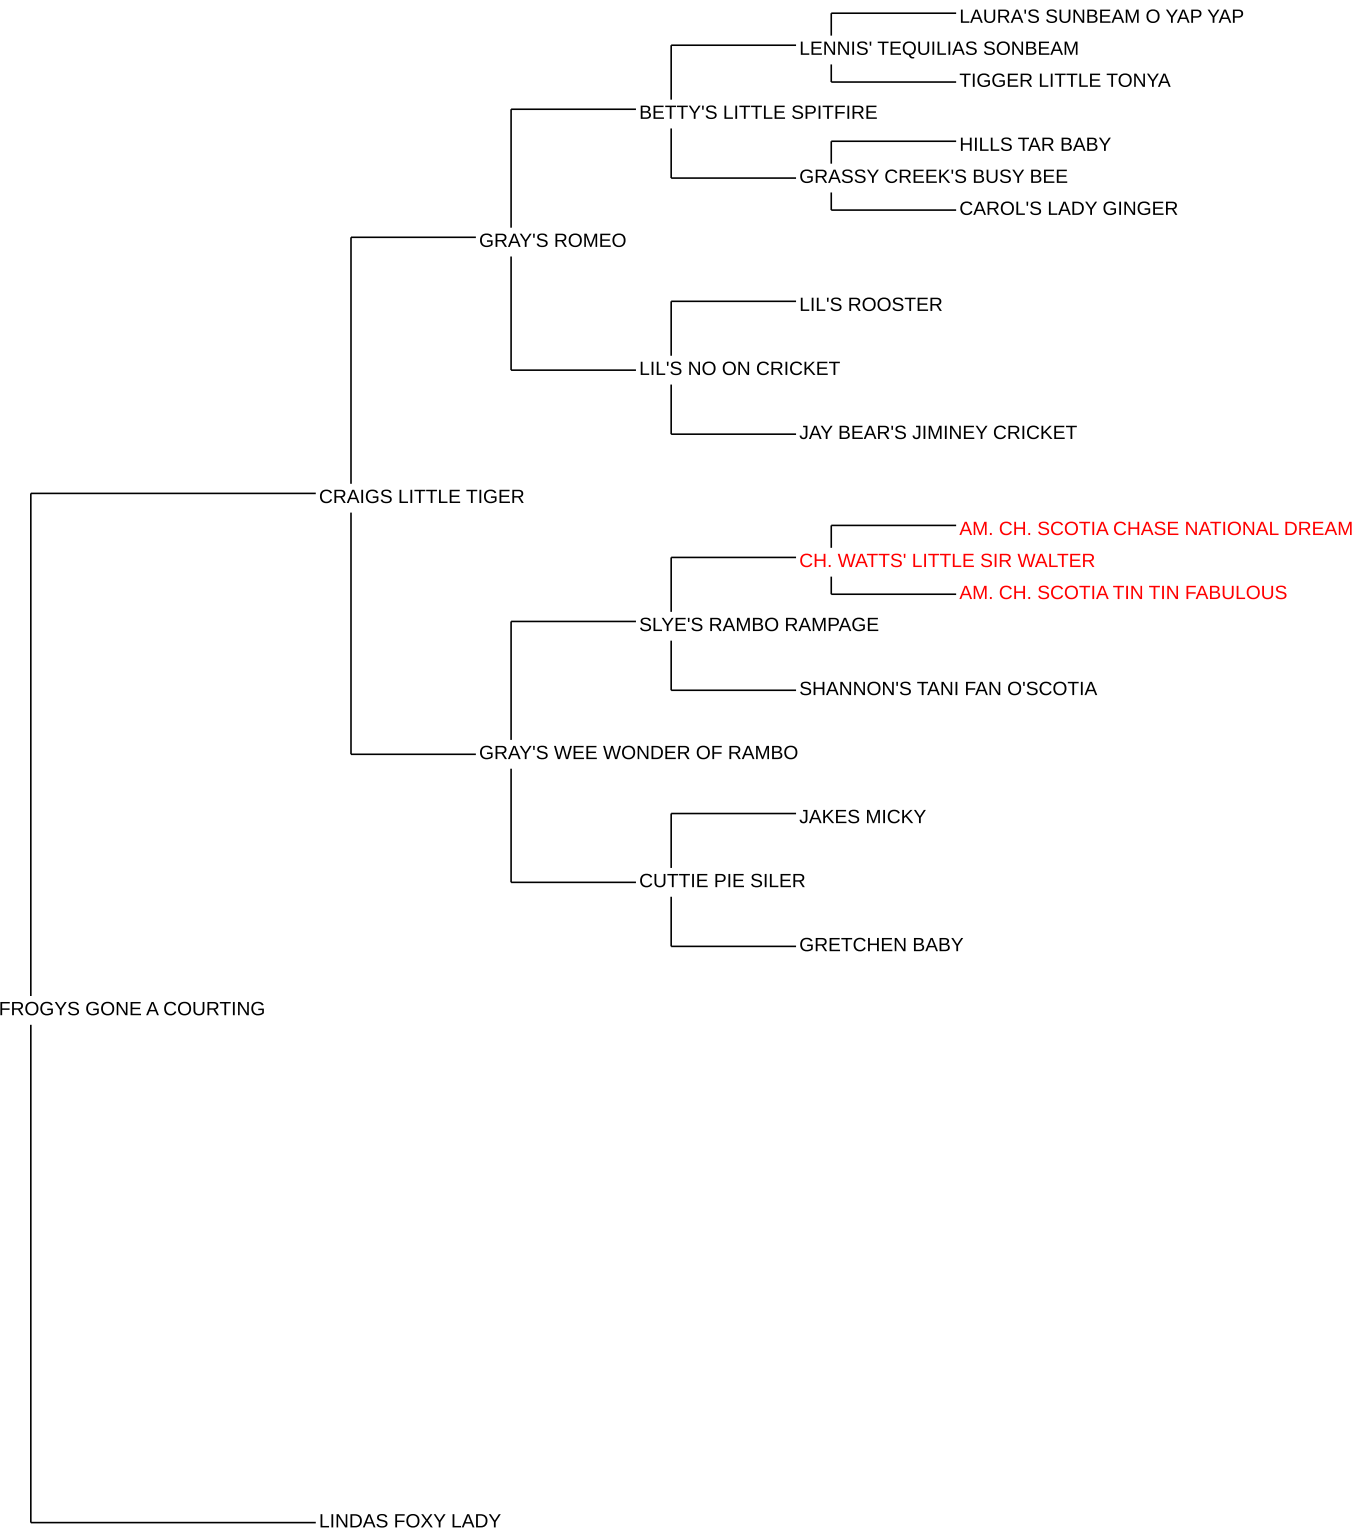 LAURA'S SUNBEAM O YAP YAP
LENNIS' TEQUILIAS SONBEAM
TIGGER LITTLE TONYA
BETTY'S LITTLE SPITFIRE
HILLS TAR BABY
GRASSY CREEK'S BUSY BEE
CAROL'S LADY GINGER
GRAY'S ROMEO
LIL'S ROOSTER
LIL'S NO ON CRICKET
JAY BEAR'S JIMINEY CRICKET
CRAIGS LITTLE TIGER
AM. CH. SCOTIA CHASE NATIONAL DREAM
CH. WATTS' LITTLE SIR WALTER
AM. CH. SCOTIA TIN TIN FABULOUS
SLYE'S RAMBO RAMPAGE
SHANNON'S TANI FAN O'SCOTIA
GRAY'S WEE WONDER OF RAMBO
JAKES MICKY
CUTTIE PIE SILER
GRETCHEN BABY
FROGYS GONE A COURTING
LINDAS FOXY LADY